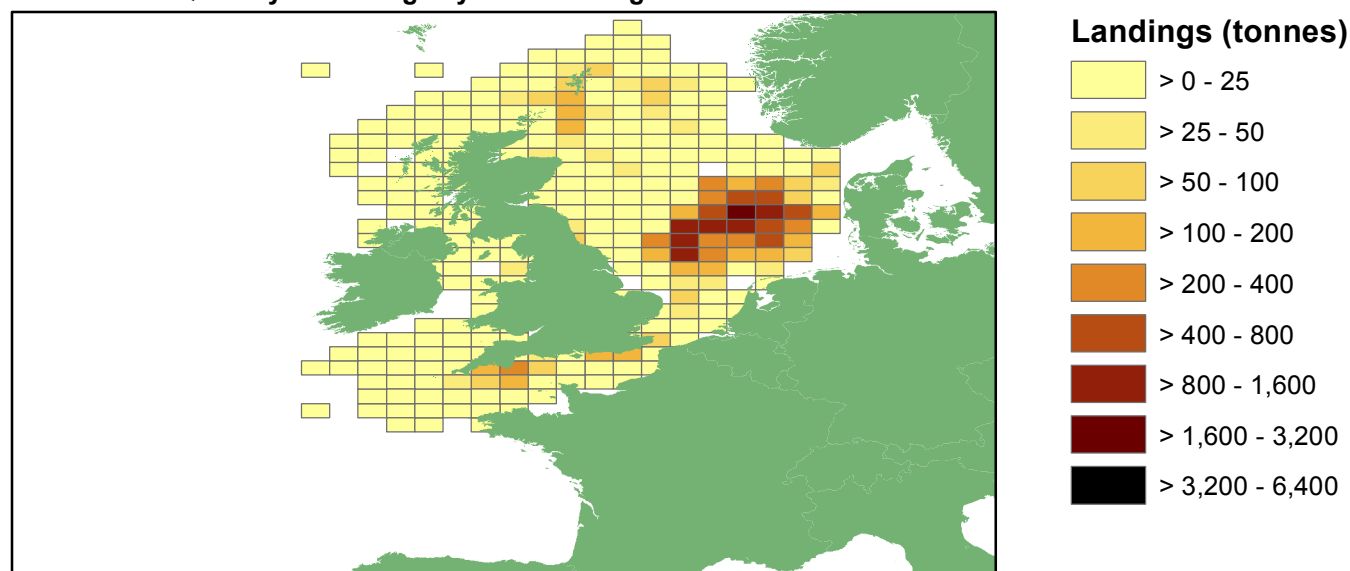 Landings (tonnes)
> 0 - 25
> 25 - 50
> 50 - 100
> 100 - 200
> 200 - 400
> 400 - 800
> 800 - 1,600
> 1,600 - 3,200
> 3,200 - 6,400